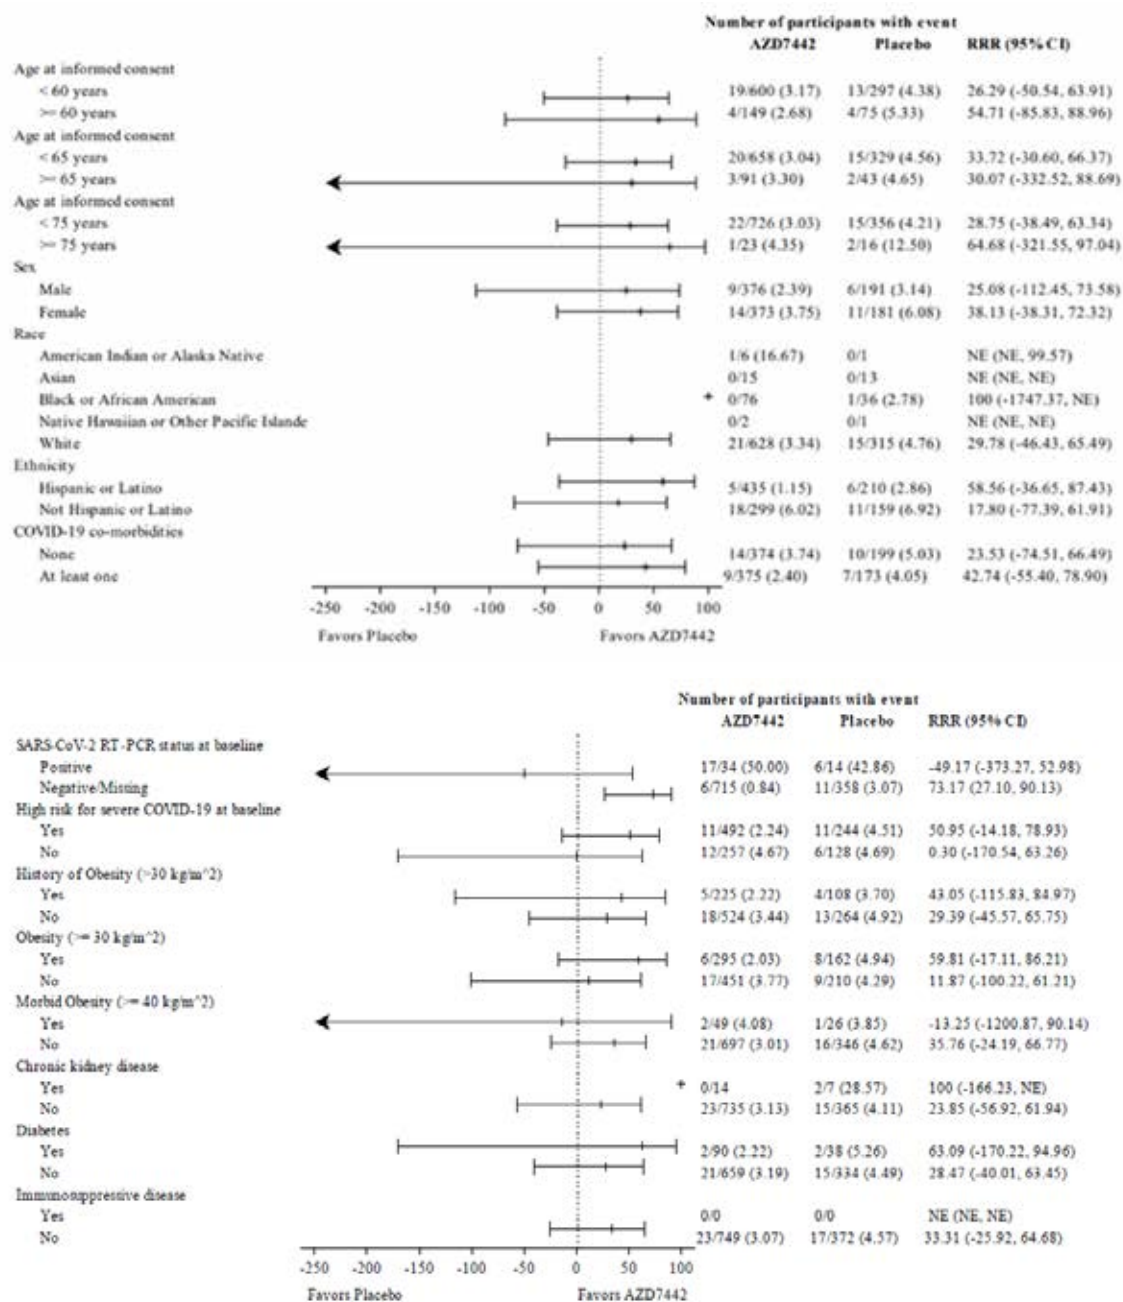 Number of participants with event
AZD7442 Placebo RRR (95% CI)
Age at informed consent
< 60 years 19/600 (3.17) 13/297 (4.38) 26.29 (-50.54, 63.91)
>= 60 years 4/149 (2.68) 4/75 (5.33) 54.71 (-85.83, 88.96)
Age at informed consent
< 65 years 20/658 (3.04) 15/329 (4.56) 33.72 (-30.60, 66.37)
>= 65 years 3/91 (3.30) 2/43 (4.65) 30.07 (-332.52, 88.69)
Age at informed consent
< 75 years 22/726 (3.03) 15/356 (4.21) 28.75 (-38.49, 63.34)
>= 75 years 1/23 (4.35) 2/16 (12.50) 64.68 (-321.55, 97.04)
Sex
Male 9/376 (2.39) 6/191 (3.14) 25.08 (-112.45, 73.58)
Female 14/373 (3.75) 11/181 (6.08) 38.13 (-38.31, 72.32)
Race
American Indian or Alaska Native 1/6 (16.67) 0/1 NE (NE, 99.57)
Asian 0/15 0/13 NE (NE, NE)
Black or African American 0/76 1/36 (2.78) 100 (-1747.37, NE)
Native Hawaiian or Other Pacific Islande 0/2 0/1 NE (NE, NE)
White 21/628 (3.34) 15/315 (4.76) 29.78 (-46.43, 65.49)
Ethnicity
Hispanic or Latino 5/435 (1.15) 6/210 (2.86) 58.56 (-36.65, 87.43)
Not Hispanic or Latino 18/299 (6.02) 11/159 (6.92) 17.80 (-77.39, 61.91)
COVID-19 co-morbidities
None 14/374 (3.74) 10/199 (5.03) 23.53 (-74.51, 66.49)
At least one 9/375 (2.40) 7/173 (4.05) 42.74 (-55.40, 78.90)
-250 -200 -150 -100 -50 0 50 100
Favors Placebo Favors AZD7442
Number of participants with event
AZD7442 Placebo RRR (95% CI)
SARS-CoV-2 RT-PCR status at baseline
Positive 17/34 (50.00) 6/14 (42.86) -49.17 (-373.27, 52.98)
Negative/Missing 6/715 (0.84) 11/358 (3.07) 73.17 (27.10, 90.13)
High risk for severe COVID-19 at baseline
Yes 11/492 (2.24) 11/244 (4.51) 50.95 (-14.18, 78.93)
No 12/257 (4.67) 6/128 (4.69) 0.30 (-170.54, 63.26)
History of Obesity (>30 kg/m^2)
Yes 5/225 (2.22) 4/108 (3.70) 43.05 (-115.83, 84.97)
No 18/524 (3.44) 13/264 (4.92) 29.39 (-45.57, 65.75)
Obesity (>= 30 kg/m^2)
Yes 6/295 (2.03) 8/162 (4.94) 59.81 (-17.11, 86.21)
No 17/451 (3.77) 9/210 (4.29) 11.87 (-100.22, 61.21)
Morbid Obesity (>= 40 kg/m^2)
Yes 2/49 (4.08) 1/26 (3.85) -13.25 (-1200.87, 90.14)
No 21/697 (3.01) 16/346 (4.62) 35.76 (-24.19, 66.77)
Chronic kidney disease
Yes 0/14 2/7 (28.57) 100 (-166.23, NE)
No 23/735 (3.13) 15/365 (4.11) 23.85 (-56.92, 61.94)
Diabetes
Yes 2/90 (2.22) 2/38 (5.26) 63.09 (-170.22, 94.96)
No 21/659 (3.19) 15/334 (4.49) 28.47 (-40.01, 63.45)
Immunosuppressive disease
Yes 0/0 0/0 NE (NE, NE)
No 23/749 (3.07) 17/372 (4.57) 33.31 (-25.92, 64.68)
-250 -200 -150 -100 -50 0 50 100
Favors Placebo Favors AZD7442